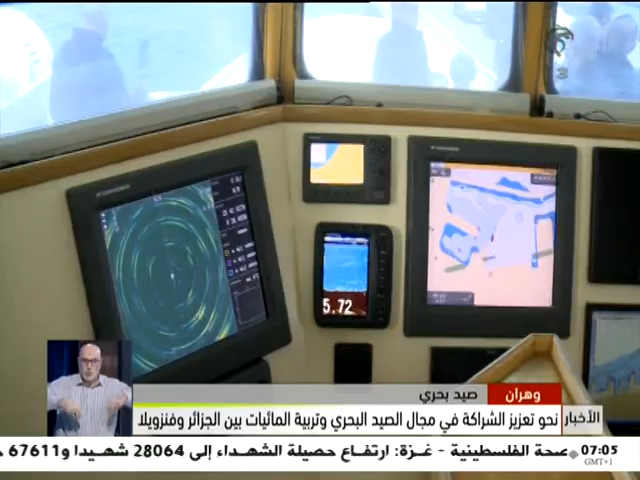 5.72
وهران
صيد بحري
الأخبار
نحو تعزيز الشراكة في مجال الصيد البحري وتربية المائيات بين الجزائر وفنزويلا
07:05
GMT+1
صحة الفلسطينية - غزة: ارتفاع حصيلة الشهداء إلى 28064 شهيدا و67611